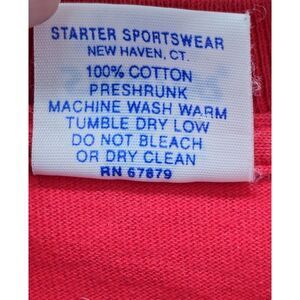 STARTER SPORTSWEAR
NEW HAVEN, CT.
100% COTTON
PRESHRUNK
MACHINE WASH WARM
TUMBLE DRY LOW
DO NOT BLEACH
OR DRY CLEAN
RN 67879